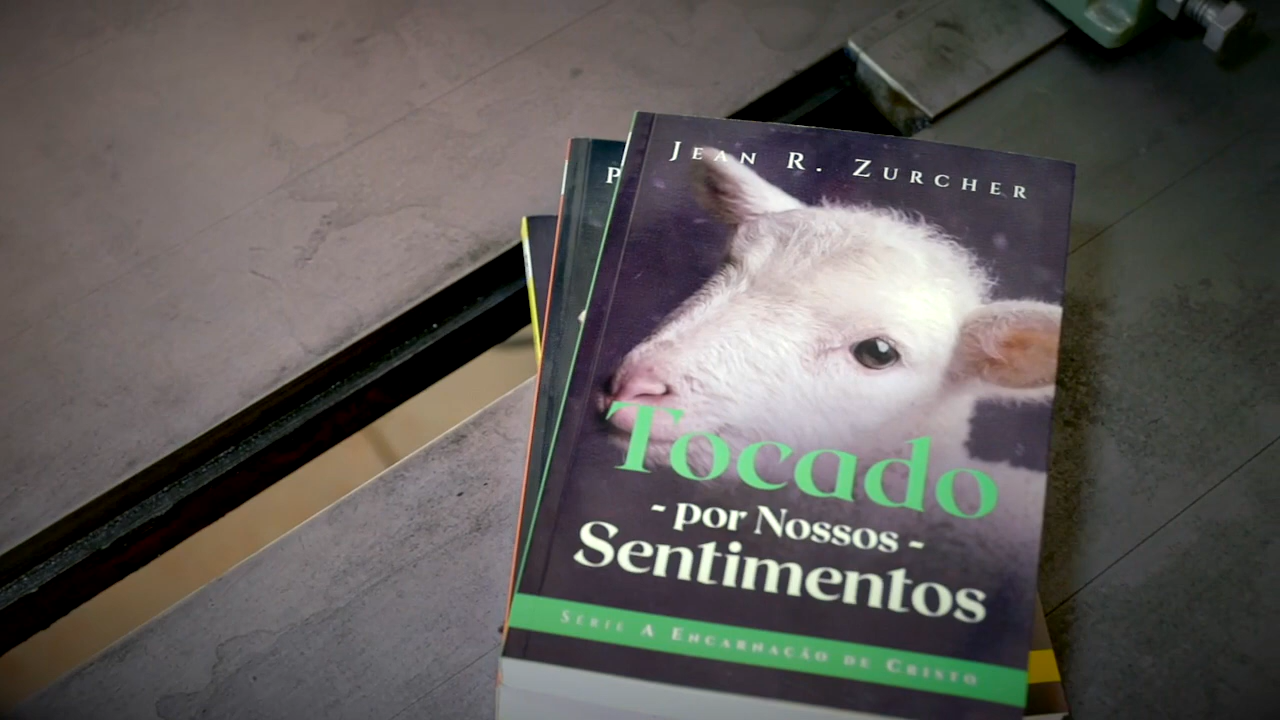 Jean R. Zurcher
P
Tocado
- por Nossos -
Sentimentos
Série A Encarnação de Cristo